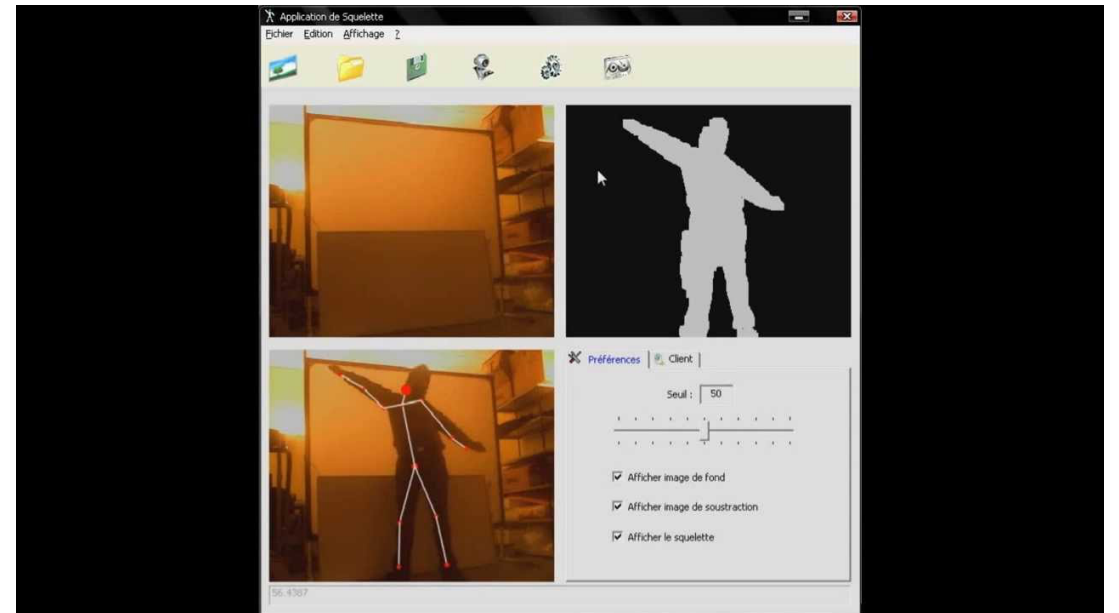 Application de Squelette
Fichier Edition Affichage ?
Préférences Client
Seuil : 50
Afficher image de fond
Afficher image de soustraction
Afficher le squelette
56.4387